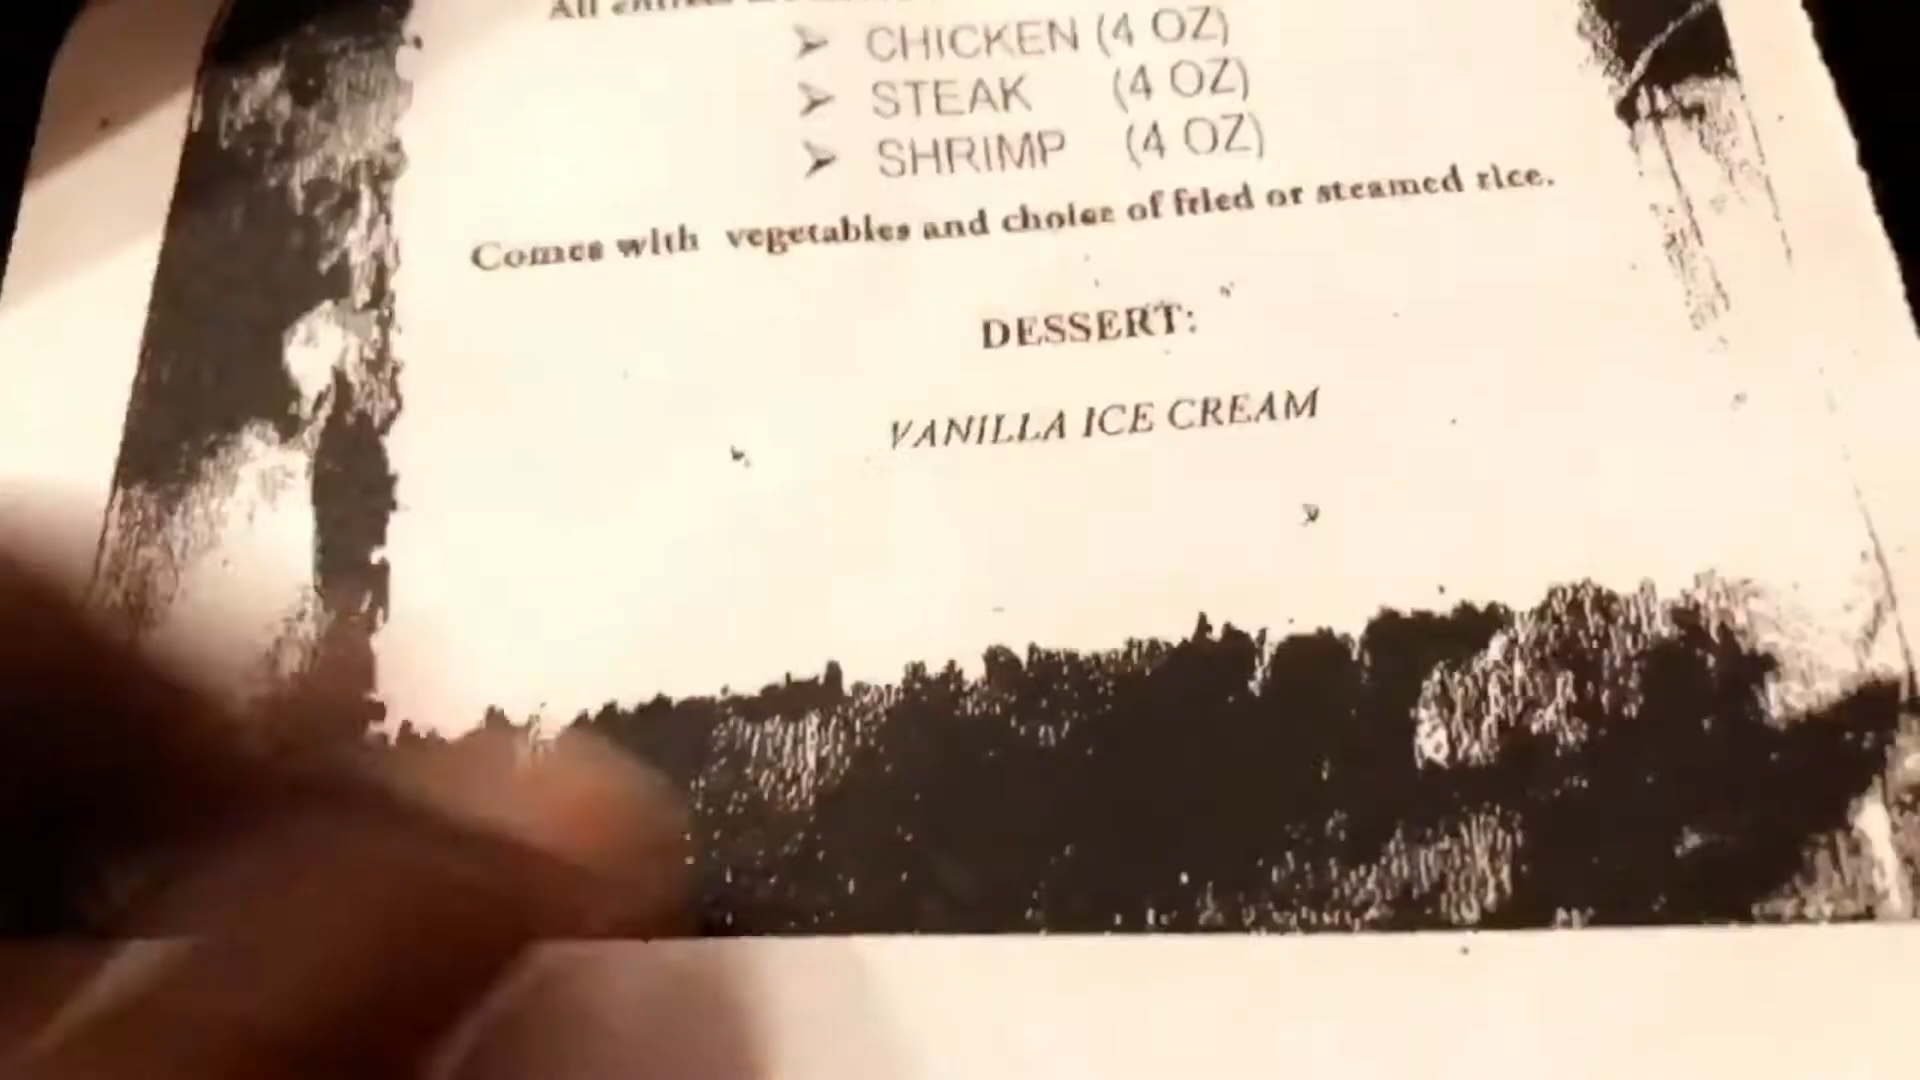 All
➢ CHICKEN (4 OZ)
➢ STEAK (4 OZ)
➢ SHRIMP (4 OZ)
Comes with vegetables and choice of fried or steamed rice.
DESSERT:
VANILLA ICE CREAM